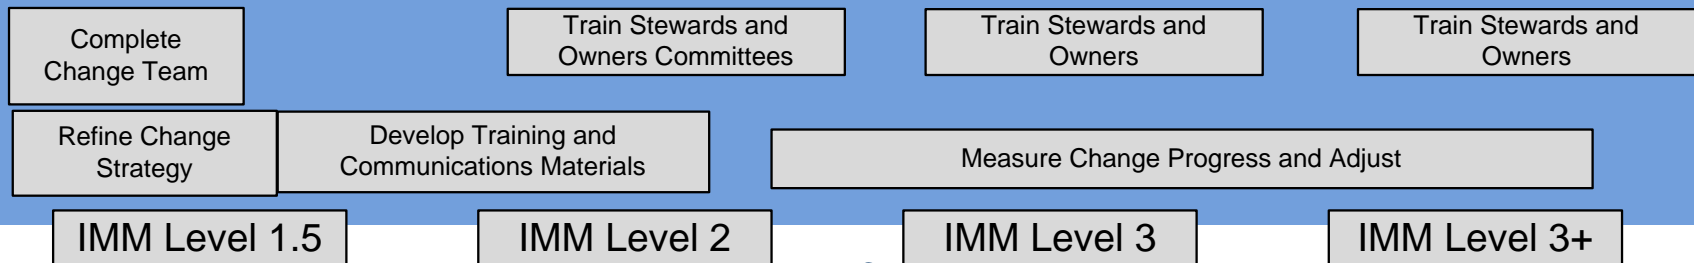 Complete
Change Team
Train Stewards and
Owners Committees
Train Stewards and
Owners
Train Stewards and
Owners
Refine Change
Strategy
Develop Training and
Communications Materials
Measure Change Progress and Adjust
IMM Level 1.5
IMM Level 2
IMM Level 3
IMM Level 3+